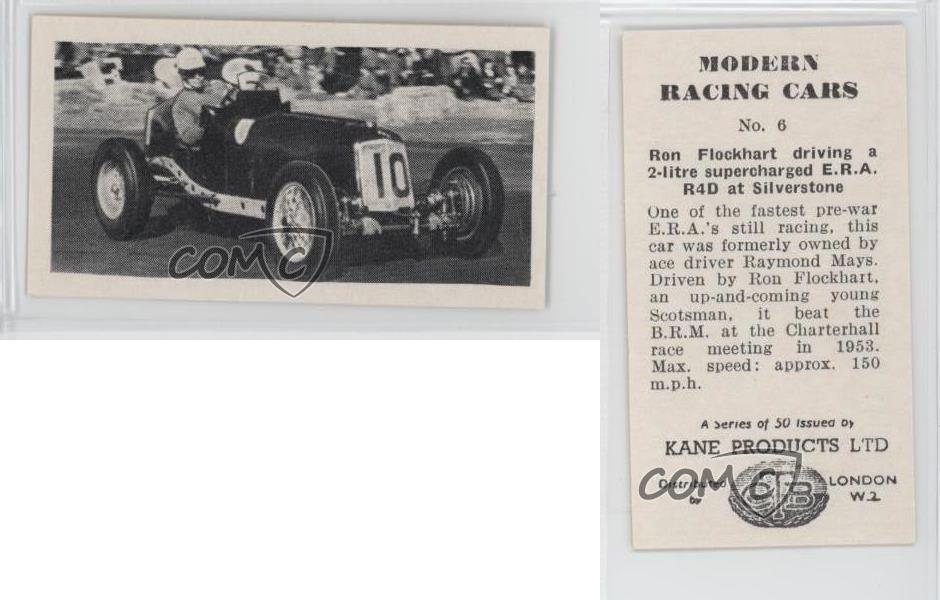 10
COMC
MODERN
RACING CARS
No. 6
Ron Flockhart driving a
2-litre supercharged E.R.A.
R4D at Silverstone
One of the fastest pre-war
E.R.A.'s still racing, this
car was formerly owned by
ace driver Raymond Mays.
Driven by Ron Flockhart,
an up-and-coming young
Scotsman, it beat the
B.R.M. at the Charterhall
race meeting in 1953.
Max. speed: approx. 150
m.p.h.
A Series of 50 Issued by
KANE PRODUCTS LTD
COMC
Distributed
by
LONDON
W.2